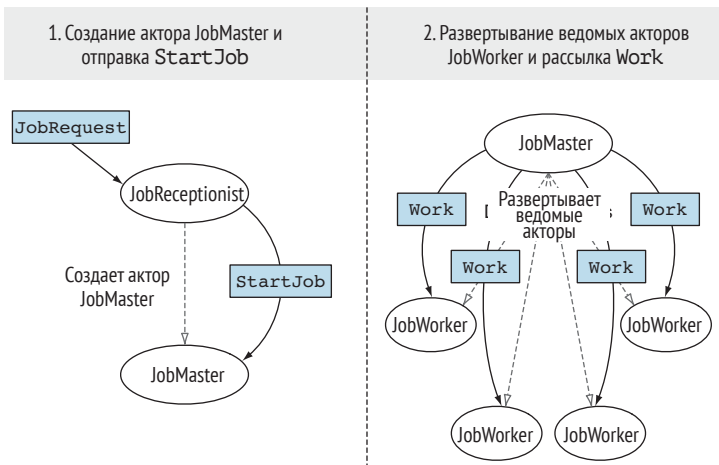 1. Создание актора JobMaster и
отправка StartJob
2. Развертывание ведомых акторов
JobWorker и рассылка Work
JobRequest
JobReceptionist
Создает актор
JobMaster
StartJob
JobMaster
JobMaster
Work
Развертывает
ведомые
акторы
Work
Work
Work
JobWorker
JobWorker
JobWorker
JobWorker